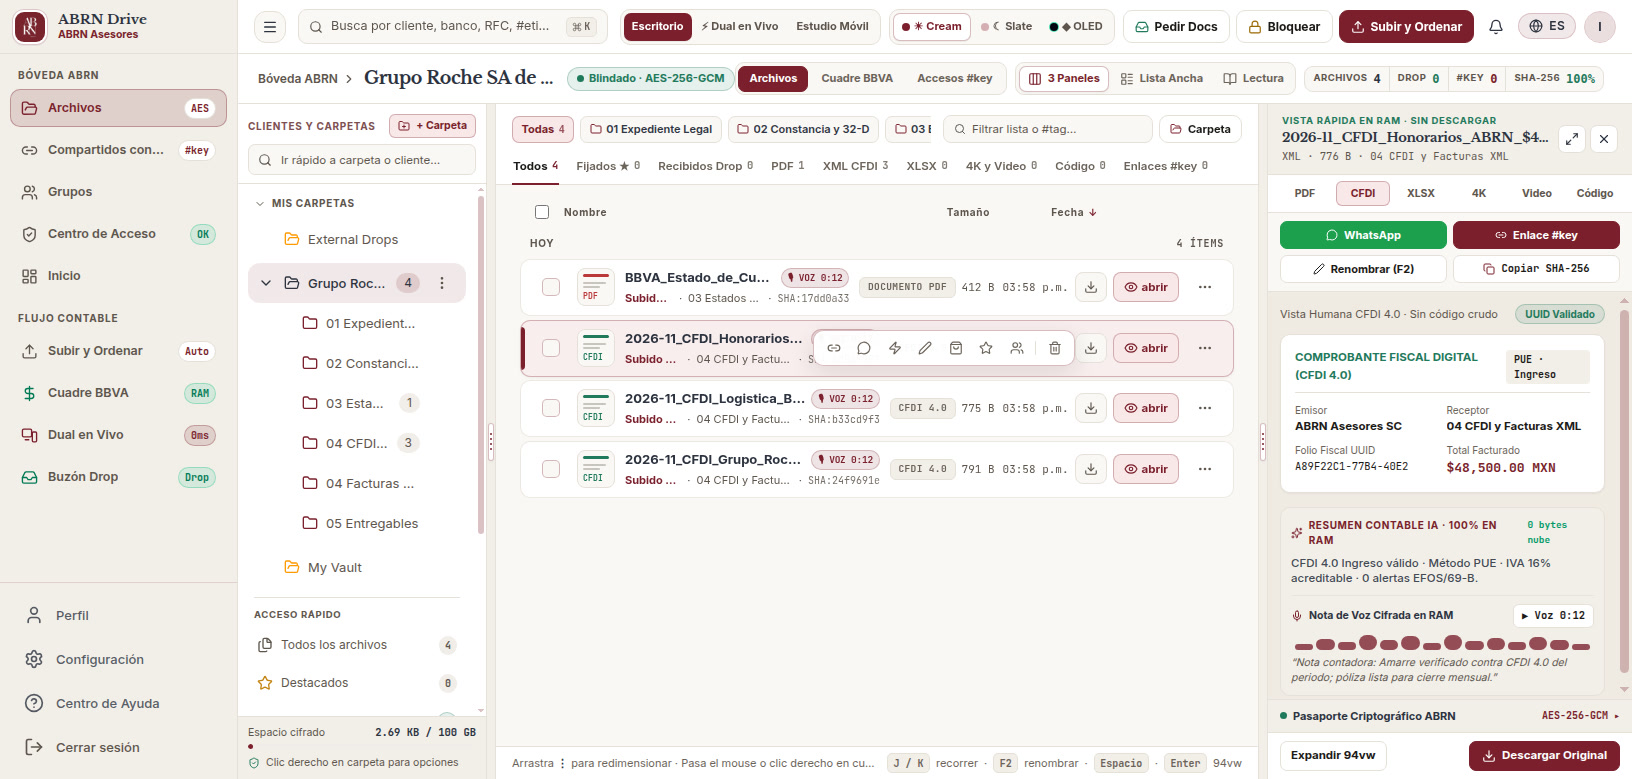 ABRN Drive
ABRN Asesores
BÓVEDA ABRN
Archivos AES
Compartidos con... #key
Grupos
Centro de Acceso OK
Inicio
FLUJO CONTABLE
Subir y Ordenar Auto
Cuadre BBVA RAM
Dual en Vivo 0ms
Buzón Drop Drop
Perfil
Configuración
Centro de Ayuda
Cerrar sesión
Busca por cliente, banco, RFC, #eti... ⌘K
Escritorio ⚡ Dual en Vivo Estudio Móvil
☀ Cream ☾ Slate ◆ OLED
Pedir Docs
Bloquear
Subir y Ordenar
ES
I
Bóveda ABRN › Grupo Roche SA de ...
Blindado · AES-256-GCM
Archivos Cuadre BBVA Accesos #key
3 Paneles Lista Ancha Lectura
ARCHIVOS 4 DROP 0 #KEY 0 SHA-256 100%
CLIENTES Y CARPETAS + Carpeta
Ir rápido a carpeta o cliente...
MIS CARPETAS
External Drops
Grupo Roc... 4
01 Expedient...
02 Constanci...
03 Esta... 1
04 CFDI... 3
04 Facturas ...
05 Entregables
My Vault
ACCESO RÁPIDO
Todos los archivos 4
Destacados 0
Espacio cifrado 2.69 KB / 100 GB
Clic derecho en carpeta para opciones
Todas 4 01 Expediente Legal 02 Constancia y 32-D 03 E
Filtrar lista o #tag...
Carpeta
Todos 4 Fijados ★ 0 Recibidos Drop 0 PDF 1 XML CFDI 3 XLSX 0 4K y Video 0 Código 0 Enlaces #key 0
Nombre Tamaño Fecha ↓
HOY 4 ÍTEMS
PDF
BBVA_Estado_de_Cu... VOZ 0:12
Subid... · 03 Estados ... · SHA:17dd0a33
DOCUMENTO PDF 412 B 03:58 p.m. abrir
CFDI
2026-11_CFDI_Honorarios...
Subido ... · 04 CFDI y Factu... · S
abrir
CFDI
2026-11_CFDI_Logistica_B... VOZ 0:12
Subido ... · 04 CFDI y Factu... · SHA:b33cd9f3
CFDI 4.0 775 B 03:58 p.m. abrir
CFDI
2026-11_CFDI_Grupo_Roc... VOZ 0:12
Subido ... · 04 CFDI y Factu... · SHA:24f9691e
CFDI 4.0 791 B 03:58 p.m. abrir
Arrastra ⋮ para redimensionar · Pasa el mouse o clic derecho en cu... J / K recorrer · F2 renombrar · Espacio · Enter 94vw
VISTA RÁPIDA EN RAM · SIN DESCARGAR
2026-11_CFDI_Honorarios_ABRN_$4...
XML · 776 B · 04 CFDI y Facturas XML
PDF CFDI XLSX 4K Video Código
WhatsApp Enlace #key
Renombrar (F2) Copiar SHA-256
Vista Humana CFDI 4.0 · Sin código crudo UUID Validado
COMPROBANTE FISCAL DIGITAL
(CFDI 4.0)
PUE ·
Ingreso
Emisor Receptor
ABRN Asesores SC 04 CFDI y Facturas XML
Folio Fiscal UUID Total Facturado
A89F22C1-77B4-40E2 $48,500.00 MXN
RESUMEN CONTABLE IA · 100% EN
RAM
0 bytes
nube
CFDI 4.0 Ingreso válido · Método PUE · IVA 16%
acreditable · 0 alertas EFOS/69-B.
Nota de Voz Cifrada en RAM ▶ Voz 0:12
"Nota contadora: Amarre verificado contra CFDI 4.0 del
periodo; póliza lista para cierre mensual."
Pasaporte Criptográfico ABRN AES-256-GCM ▸
Expandir 94vw Descargar Original